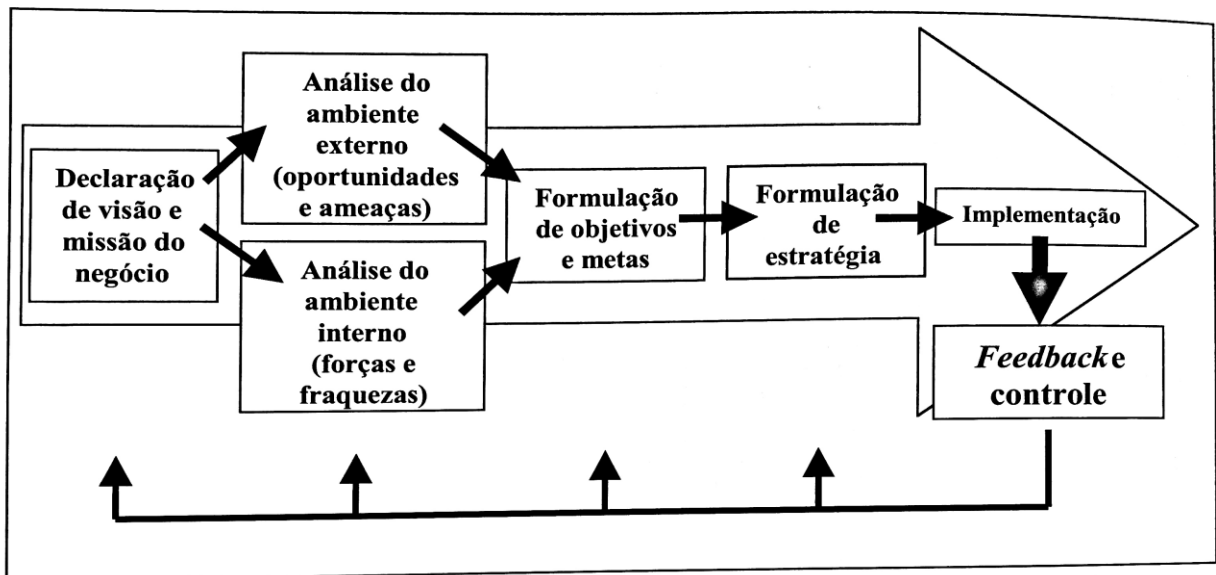 Declaração
de visão e
missão do
negócio
Análise do
ambiente
externo
(oportunidades
e ameaças)
Análise do
ambiente
interno
(forças e
fraquezas)
Formulação
de objetivos
e metas
Formulação
de
estratégia
Implementação
Feedback e
controle